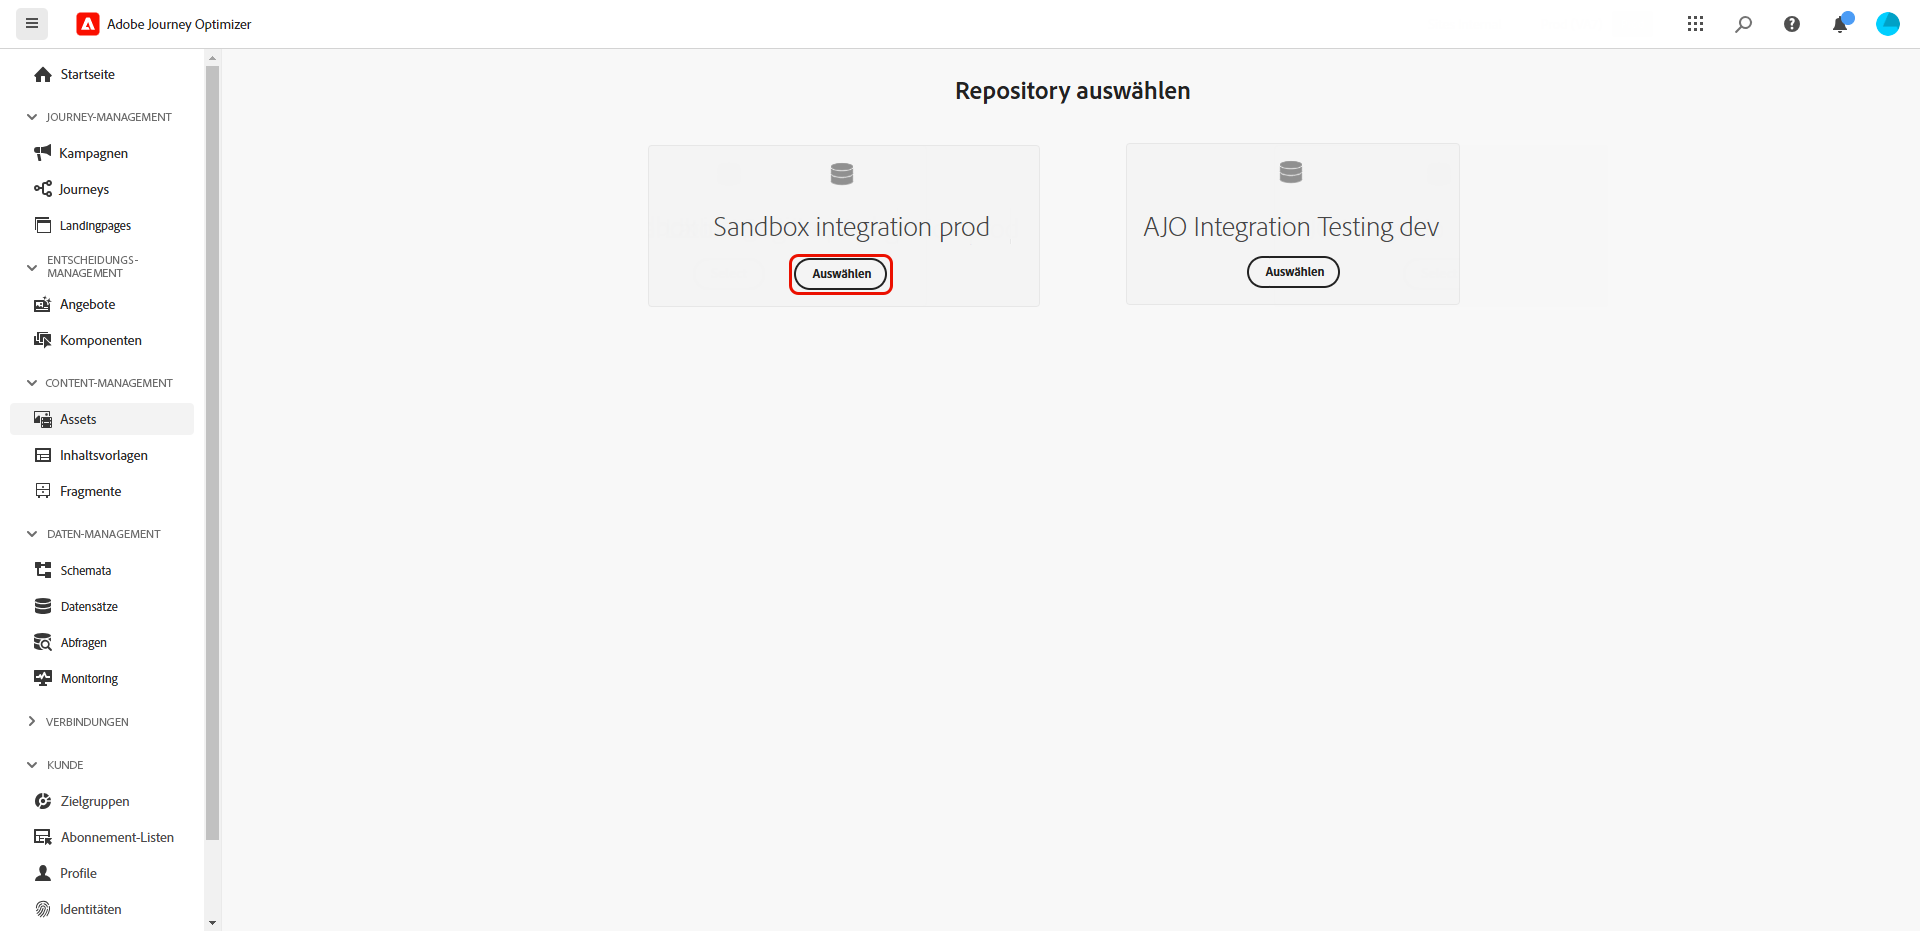 Adobe Journey Optimizer
Startseite
JOURNEY-MANAGEMENT
Kampagnen
Journeys
Landingpages
ENTSCHEIDUNGS-
MANAGEMENT
Angebote
Komponenten
CONTENT-MANAGEMENT
Assets
Inhaltsvorlagen
Fragmente
DATEN-MANAGEMENT
Schemata
Datensätze
Abfragen
Monitoring
VERBINDUNGEN
KUNDE
Zielgruppen
Abonnement-Listen
Profile
Identitäten
Repository auswählen
Sandbox integration prod
Auswählen
AJO Integration Testing dev
Auswählen